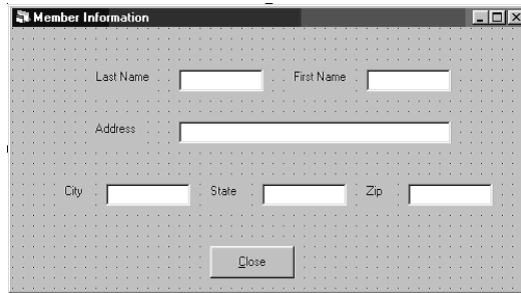 Member Information
Last Name First Name
Address
City State Zip
Close